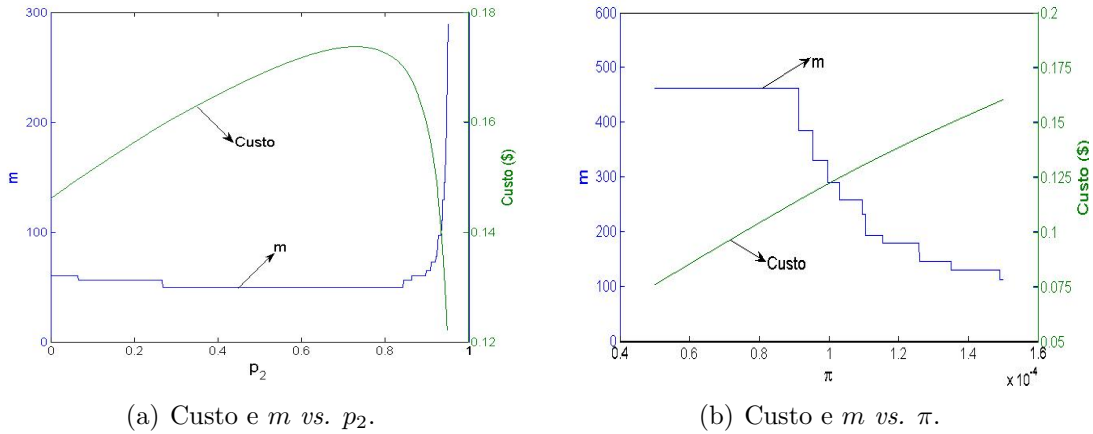 300
200
100
0
m
0.18
0.16
0.14
0.12
Custo ($)
Custo
m
0
0.2
0.4
0.6
0.8
1
p2
(a) Custo e m vs. p2.
600
500
400
300
200
100
0
m
0.2
0.175
0.15
0.125
0.1
0.075
0.05
Custo ($)
m
Custo
0.4
0.6
0.8
1
1.2
1.4
1.6
x 10-4
π
(b) Custo e m vs. π.